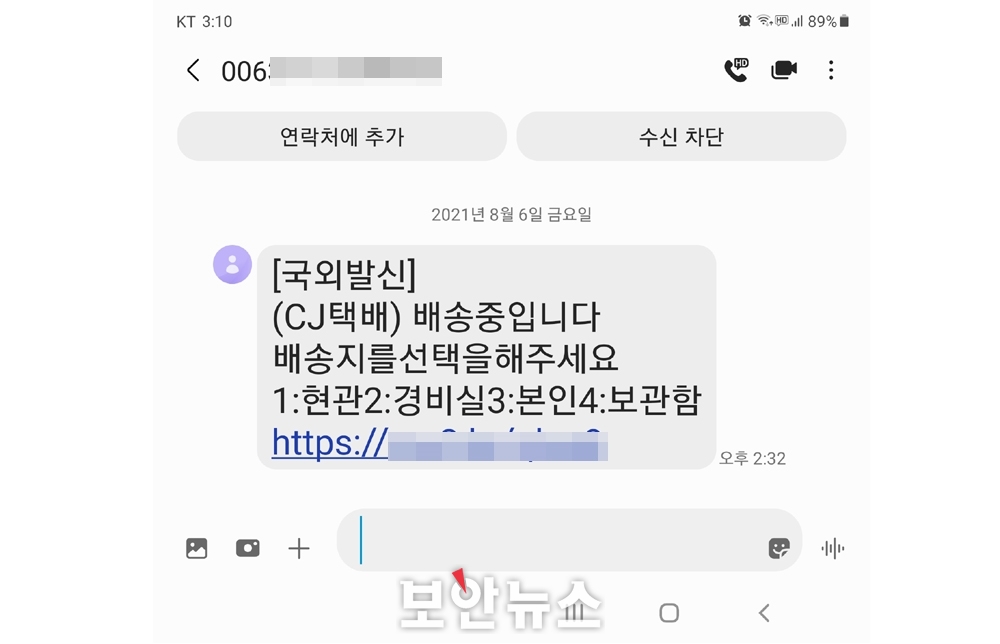 KT 3:10
HD 89%
0063
HD
연락처에 추가
수신 차단
2021년 8월 6일 금요일
[국외발신]
(CJ택배) 배송중입니다
배송지를선택을해주세요
1:현관2:경비실3:본인4:보관함
https://
오후 2:32
보안뉴스